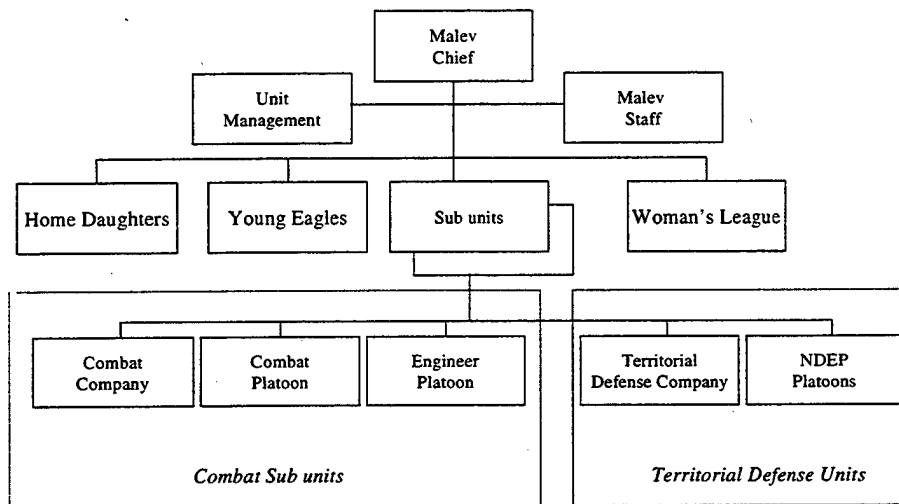 Malev
Chief
Unit
Management
Malev
Staff
Home Daughters
Young Eagles
Sub units
Woman's League
Combat
Company
Combat
Platoon
Engineer
Platoon
Territorial
Defense Company
NDEP
Platoons
Combat Sub units
Territorial Defense Units